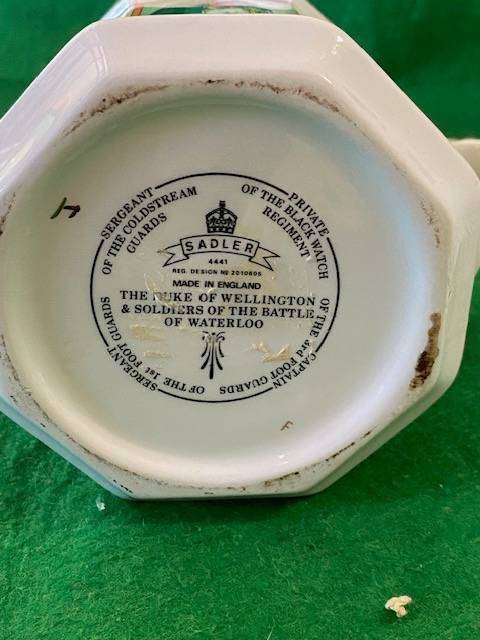 SERGEANT
OF THE COLDSTREAM
GUARDS
PRIVATE
OF THE BLACK WATCH
REGIMENT
SADLER
4441
REG. DESIGN No 2010605
MADE IN ENGLAND
THE DUKE OF WELLINGTON
& SOLDIERS OF THE BATTLE
OF WATERLOO
SERGEANT
OF THE 1st FOOT GUARDS
CAPTAIN
OF THE 3rd FOOT GUARDS
F